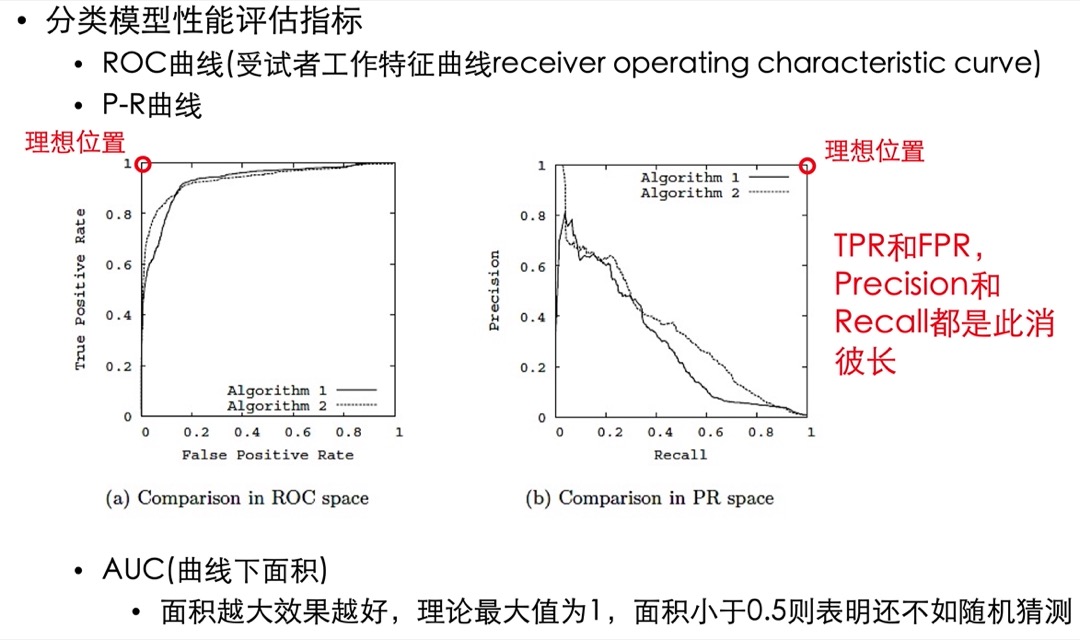 • 分类模型性能评估指标
• ROC曲线(受试者工作特征曲线receiver operating characteristic curve)
• P-R曲线
理想位置
True Positive Rate
1
0.8
0.6
0.4
0.2
0
Algorithm 1
Algorithm 2
0 0.2 0.4 0.6 0.8 1
False Positive Rate
(a) Comparison in ROC space
理想位置
Precision
1
0.8
0.6
0.4
0.2
0
Algorithm 1
Algorithm 2
0 0.2 0.4 0.6 0.8 1
Recall
(b) Comparison in PR space
TPR和FPR，
Precision和
Recall都是此消
彼长
• AUC(曲线下面积)
• 面积越大效果越好，理论最大值为1，面积小于0.5则表明还不如随机猜测